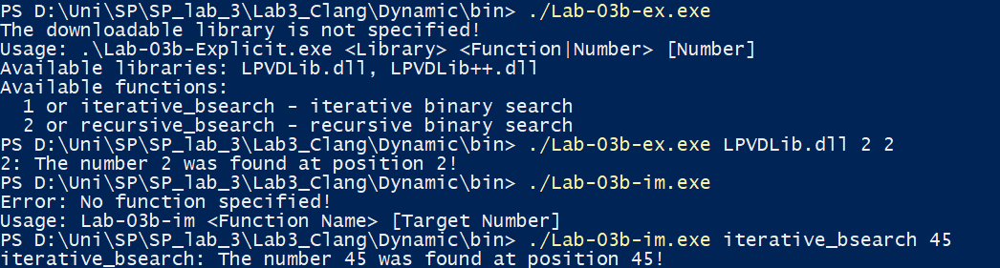 PS D:\Uni\SP\SP_lab_3\Lab3_Clang\Dynamic\bin> ./Lab-03b-ex.exe
The downloadable library is not specified!
Usage: .\Lab-03b-Explicit.exe <Library> <Function|Number> [Number]
Available libraries: LPVDLib.dll, LPVDLib++.dll
Available functions:
  1 or iterative_bsearch - iterative binary search
  2 or recursive_bsearch - recursive binary search
PS D:\Uni\SP\SP_lab_3\Lab3_Clang\Dynamic\bin> ./Lab-03b-ex.exe LPVDLib.dll 2 2
2: The number 2 was found at position 2!
PS D:\Uni\SP\SP_lab_3\Lab3_Clang\Dynamic\bin> ./Lab-03b-im.exe
Error: No function specified!
Usage: Lab-03b-im <Function Name> [Target Number]
PS D:\Uni\SP\SP_lab_3\Lab3_Clang\Dynamic\bin> ./Lab-03b-im.exe iterative_bsearch 45
iterative_bsearch: The number 45 was found at position 45!